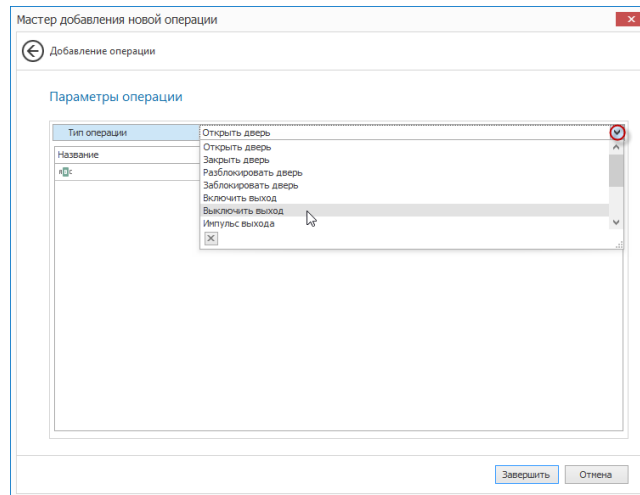 Мастер добавления новой операции
Добавление операции
Параметры операции
Тип операции Открыть дверь
Название
Открыть дверь
Закрыть дверь
Разблокировать дверь
Заблокировать дверь
Включить выход
Выключить выход
Импульс выхода
Завершить Отмена